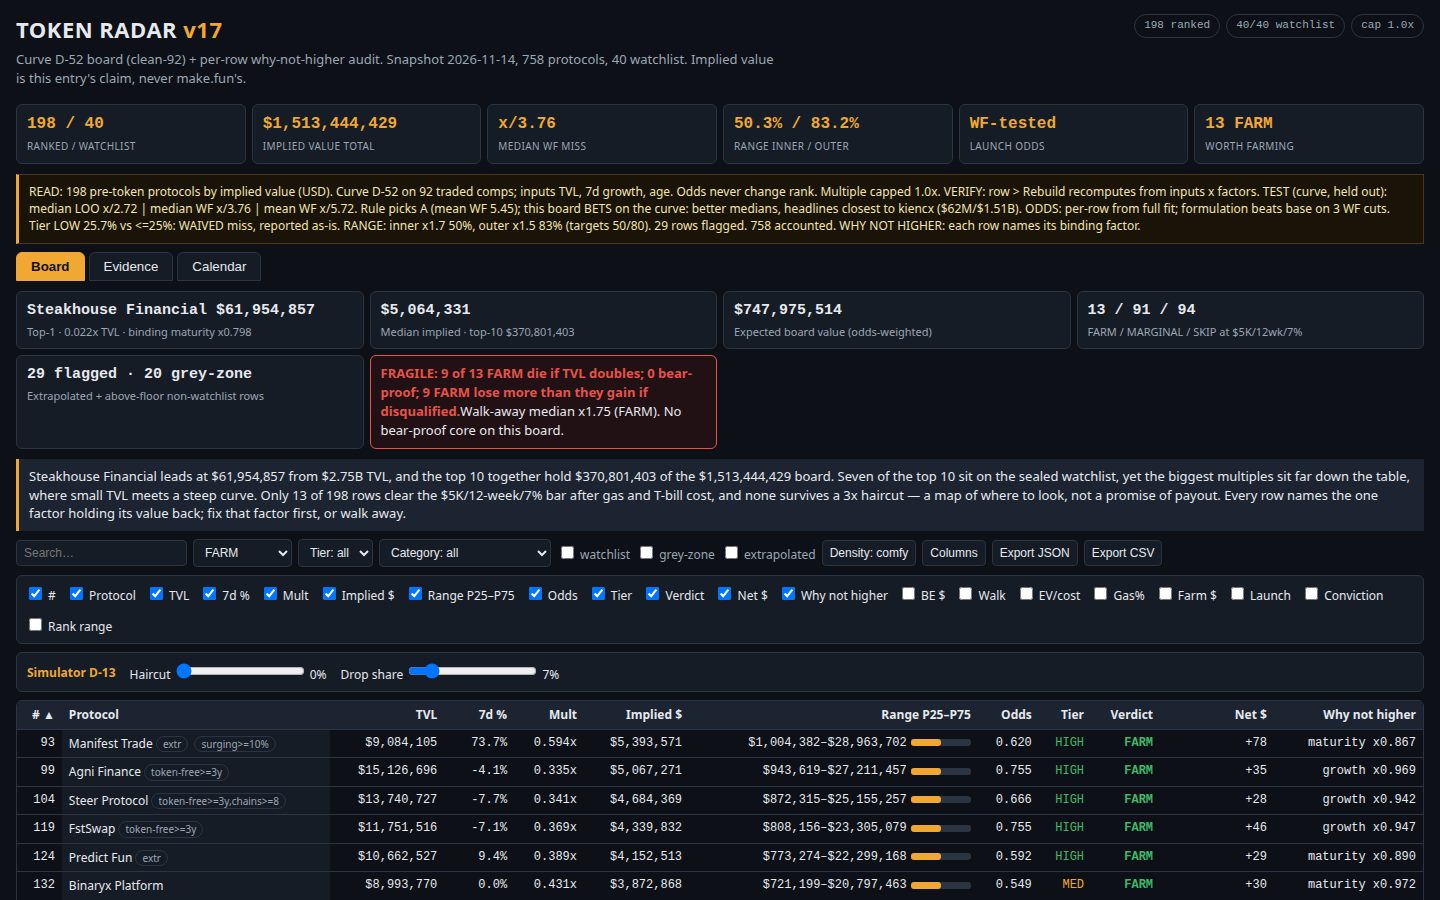 TOKEN RADAR v17
198 ranked 40/40 watchlist cap 1.0x
Curve D-52 board (clean-92) + per-row why-not-higher audit. Snapshot 2026-11-14, 758 protocols, 40 watchlist. Implied value
is this entry's claim, never make.fun's.
198 / 40
RANKED / WATCHLIST
$1,513,444,429
IMPLIED VALUE TOTAL
x/3.76
MEDIAN WF MISS
50.3% / 83.2%
RANGE INNER / OUTER
WF-tested
LAUNCH ODDS
13 FARM
WORTH FARMING
READ: 198 pre-token protocols by implied value (USD). Curve D-52 on 92 traded comps; inputs TVL, 7d growth, age. Odds never change rank. Multiple capped 1.0x. VERIFY: row > Rebuild recomputes from inputs x factors. TEST (curve, held out):
median LOO x/2.72 | median WF x/3.76 | mean WF x/5.72. Rule picks A (mean WF 5.45); this board BETS on the curve: better medians, headlines closest to kiencx ($62M/$1.51B). ODDS: per-row from full fit; formulation beats base on 3 WF cuts.
Tier LOW 25.7% vs <=25%: WAIVED miss, reported as-is. RANGE: inner x1.7 50%, outer x1.5 83% (targets 50/80). 29 rows flagged. 758 accounted. WHY NOT HIGHER: each row names its binding factor.
Board Evidence Calendar
Steakhouse Financial $61,954,857
Top-1 · 0.022x TVL · binding maturity x0.798
$5,064,331
Median implied · top-10 $370,801,403
$747,975,514
Expected board value (odds-weighted)
13 / 91 / 94
FARM / MARGINAL / SKIP at $5K/12wk/7%
29 flagged · 20 grey-zone
Extrapolated + above-floor non-watchlist rows
FRAGILE: 9 of 13 FARM die if TVL doubles; 0 bear-
proof; 9 FARM lose more than they gain if
disqualified.Walk-away median x1.75 (FARM). No
bear-proof core on this board.
Steakhouse Financial leads at $61,954,857 from $2.75B TVL, and the top 10 together hold $370,801,403 of the $1,513,444,429 board. Seven of the top 10 sit on the sealed watchlist, yet the biggest multiples sit far down the table,
where small TVL meets a steep curve. Only 13 of 198 rows clear the $5K/12-week/7% bar after gas and T-bill cost, and none survives a 3x haircut — a map of where to look, not a promise of payout. Every row names the one
factor holding its value back; fix that factor first, or walk away.
Search… FARM Tier: all Category: all watchlist grey-zone extrapolated Density: comfy Columns Export JSON Export CSV
# Protocol TVL 7d % Mult Implied $ Range P25–P75 Odds Tier Verdict Net $ Why not higher BE $ Walk EV/cost Gas% Farm $ Launch Conviction
Rank range
Simulator D-13 Haircut 0% Drop share 7%
# ▲ Protocol TVL 7d % Mult Implied $ Range P25–P75 Odds Tier Verdict Net $ Why not higher
93 Manifest Trade extr surging>=10% $9,084,105 73.7% 0.594x $5,393,571 $1,004,382–$28,963,702 0.620 HIGH FARM +78 maturity x0.867
99 Agni Finance token-free>=3y $15,126,696 -4.1% 0.335x $5,067,271 $943,619–$27,211,457 0.755 HIGH FARM +35 growth x0.969
104 Steer Protocol token-free>=3y,chains>=8 $13,740,727 -7.7% 0.341x $4,684,369 $872,315–$25,155,257 0.666 HIGH FARM +28 growth x0.942
119 FstSwap token-free>=3y $11,751,516 -7.1% 0.369x $4,339,832 $808,156–$23,305,079 0.755 HIGH FARM +46 growth x0.947
124 Predict Fun extr $10,662,527 9.4% 0.389x $4,152,513 $773,274–$22,299,168 0.592 HIGH FARM +29 maturity x0.890
132 Binaryx Platform $8,993,770 0.0% 0.431x $3,872,868 $721,199–$20,797,463 0.549 MED FARM +30 maturity x0.972